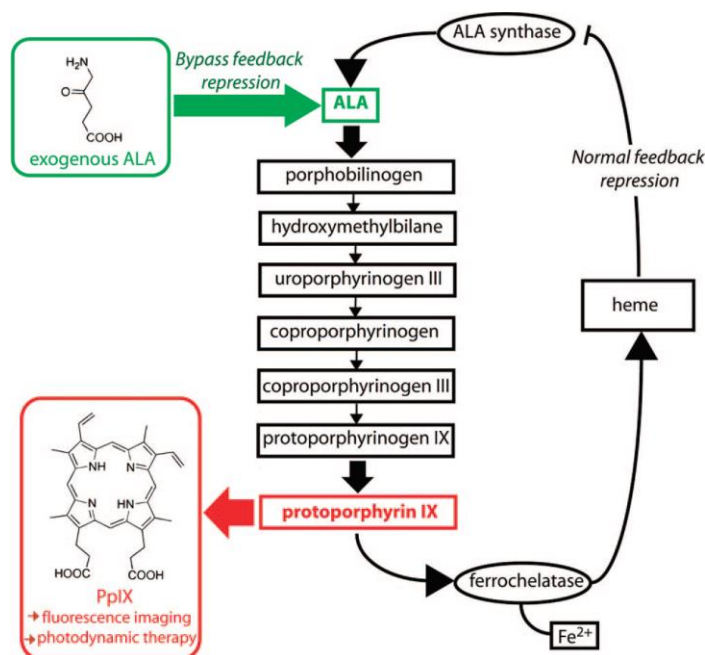 ALA synthase
H₂N
O
COOH
exogenous ALA
Bypass feedback
repression
ALA
porphobilinogen
hydroxymethylbilane
uroporphyrinogen III
coproporphyrinogen
coproporphyrinogen III
protoporphyrinogen IX
protoporphyrin IX
Normal feedback
repression
heme
ferrochelatase
Fe²⁺
NH
N
N
HN
HOOC
COOH
PpIX
fluorescence imaging
photodynamic therapy